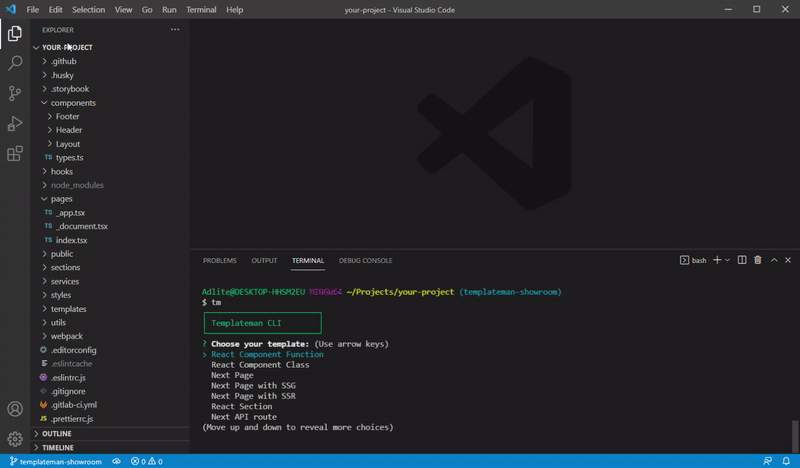 File Edit Selection View Go Run Terminal Help
your-project - Visual Studio Code
EXPLORER
YOUR-PROJECT
.github
.husky
.storybook
components
Footer
Header
Layout
TS types.ts
hooks
node_modules
pages
TS _app.tsx
TS _document.tsx
TS index.tsx
public
sections
services
styles
templates
utils
webpack
.editorconfig
.eslintcache
.eslintrc.js
.gitignore
.gitlab-ci.yml
JS .prettierrc.js
OUTLINE
TIMELINE
PROBLEMS OUTPUT TERMINAL DEBUG CONSOLE
bash
Adlite@DESKTOP-HHSM2EU MINGW64 ~/Projects/your-project (templateman-showroom)
$ tm
Templateman CLI
? Choose your template: (Use arrow keys)
> React Component Function
React Component Class
Next Page
Next Page with SSG
Next Page with SSR
React Section
Next API route
(Move up and down to reveal more choices)
templateman-showroom 0 0